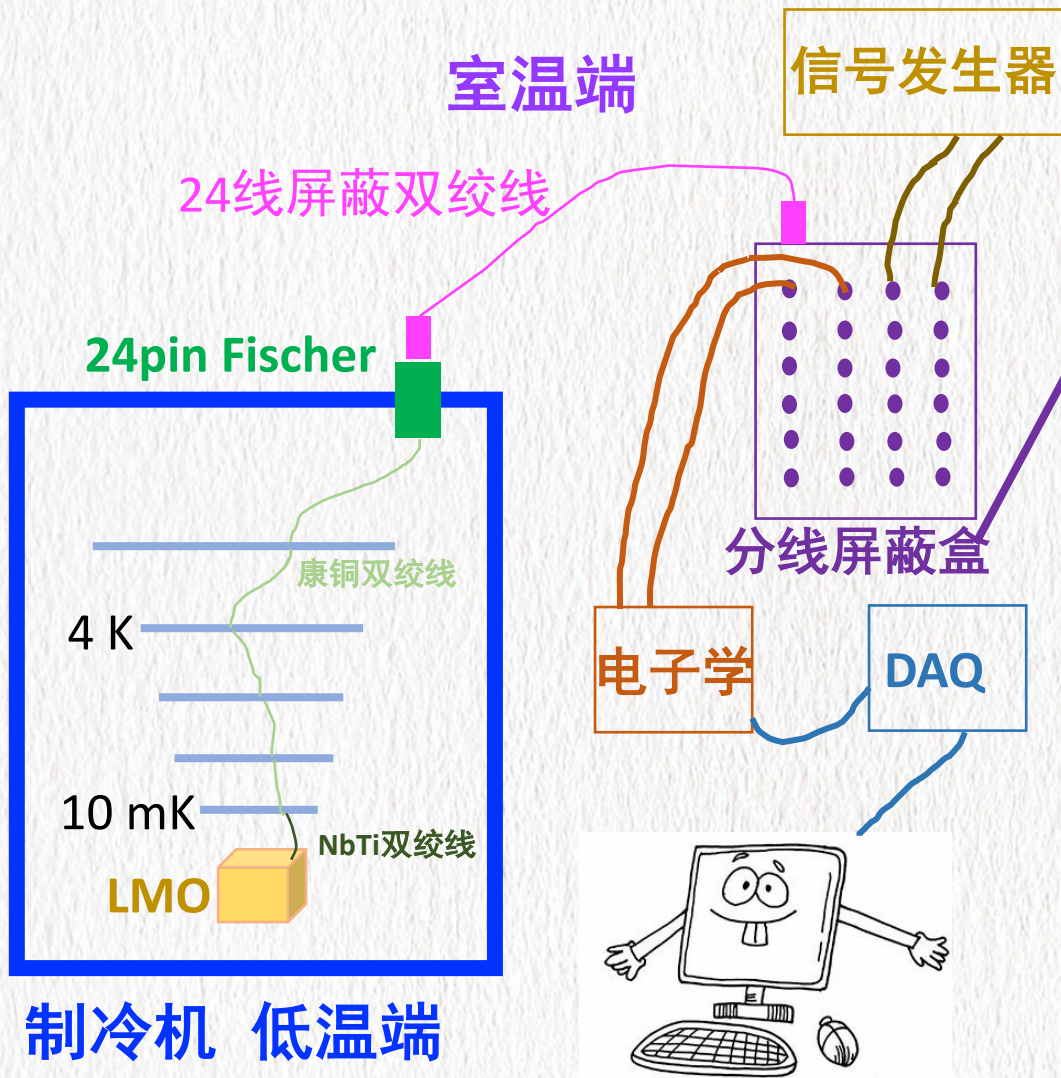 信号发生器
室温端
24线屏蔽双绞线
24pin Fischer
康铜双绞线
分线屏蔽盒
4 K
电子学
DAQ
10 mK
NbTi双绞线
LMO
制冷机 低温端